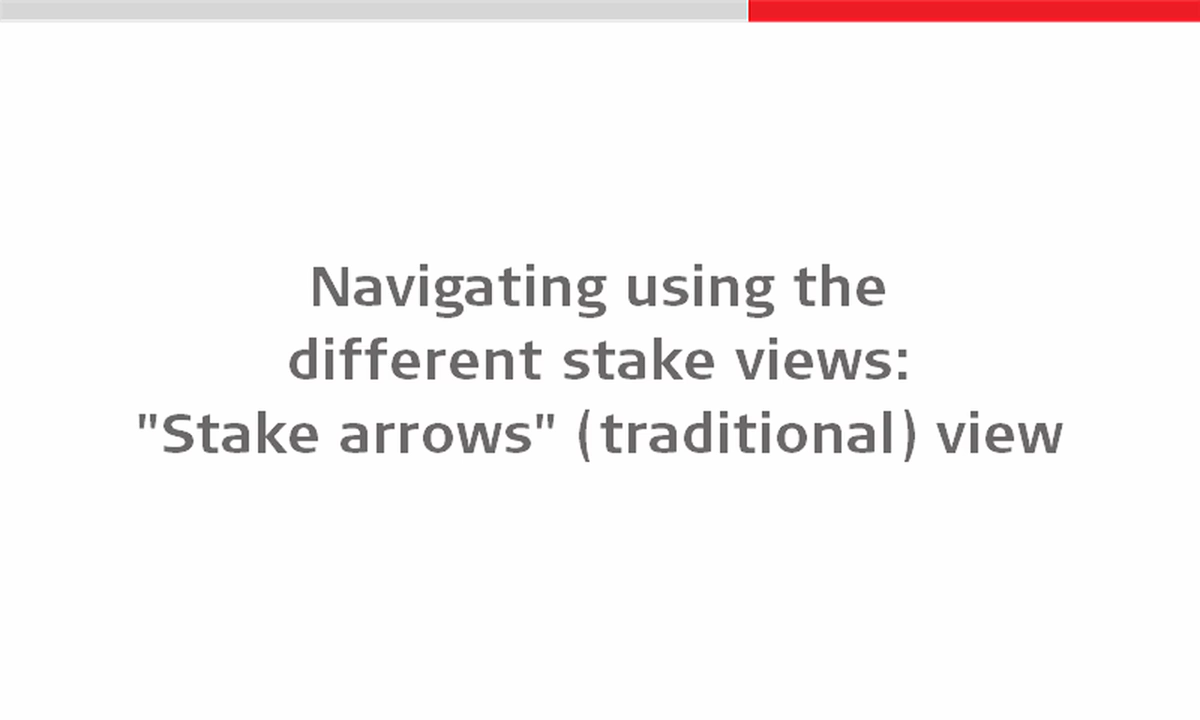 Navigating using the
different stake views:
"Stake arrows" (traditional) view